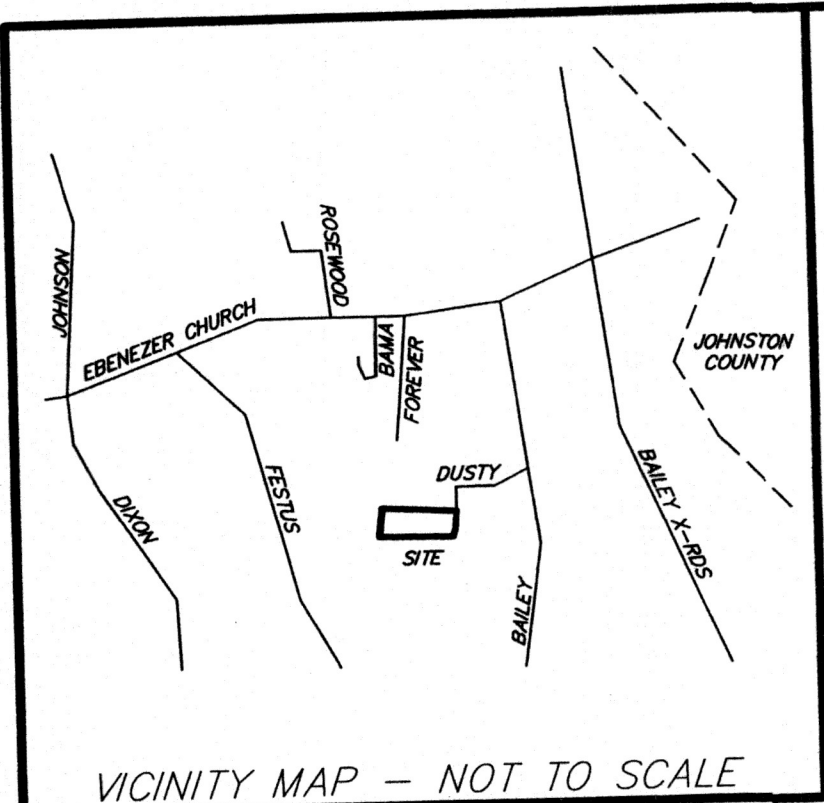 JOHNSON
ROSEWOOD
EBENEZER CHURCH
BAMA
FOREVER
JOHNSTON
COUNTY
DIXON
FESTUS
DUSTY
SITE
BAILEY
BAILEY X-RDS
VICINITY MAP — NOT TO SCALE